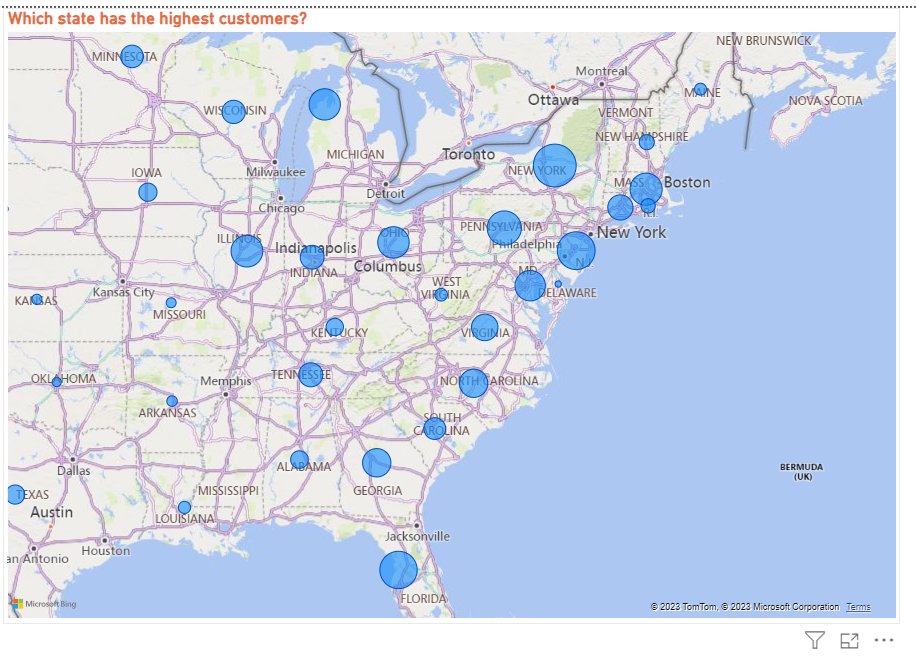 Which state has the highest customers?
NEW BRUNSWICK
MINNESOTA
Montreal
MAINE
Ottawa
NOVA SCOTIA
WISCONSIN
VERMONT
NEW HAMPSHIRE
Toronto
MICHIGAN
IOWA
Milwaukee
NEW YORK
MASS
Boston
Detroit
Chicago
R.I.
PENNSYLVANIA
New York
OHIO
ILLINOIS
Indianapolis
Philadelphia
Columbus
NJ
INDIANA
MD
WEST
VIRGINIA
DELAWARE
Kansas City
KANSAS
MISSOURI
KENTUCKY
VIRGINIA
OKLAHOMA
Memphis
TENNESSEE
NORTH CAROLINA
ARKANSAS
SOUTH
CAROLINA
Dallas
ALABAMA
BERMUDA
(UK)
TEXAS
MISSISSIPPI
GEORGIA
Austin
LOUISIANA
Jacksonville
Houston
an Antonio
FLORIDA
Microsoft Bing
© 2023 TomTom, © 2023 Microsoft Corporation Terms